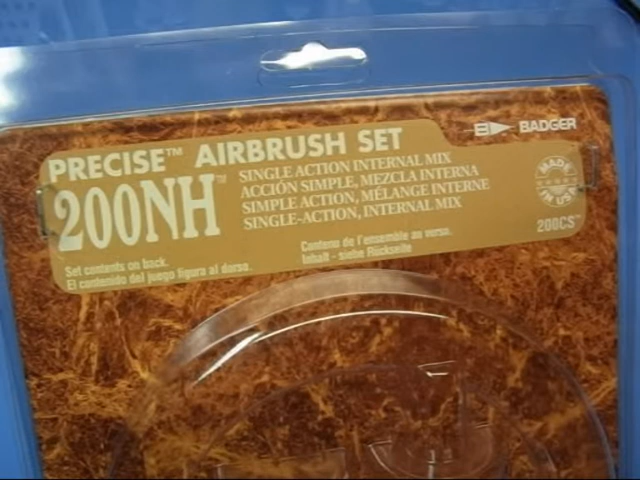 BADGER
PRECISE™ AIRBRUSH SET
200NH™
SINGLE ACTION INTERNAL MIX
ACCIÓN SIMPLE, MEZCLA INTERNA
SIMPLE ACTION, MÉLANGE INTERNE
SINGLE-ACTION, INTERNAL MIX
MADE
IN US
200CS™
Set contents on back.
El contenido del juego figura al dorso.
Contenu de l'ensemble au verso.
Inhalt - siehe Rückseite